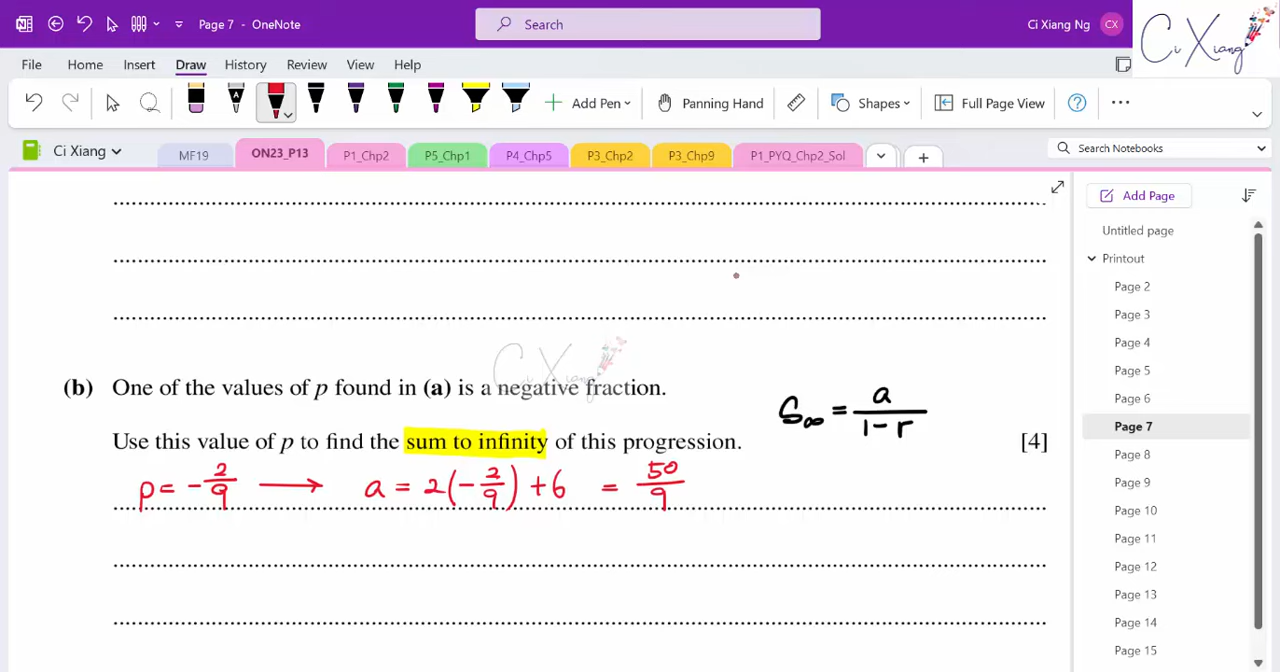 Page 7 - OneNote
Search
Ci Xiang Ng
CX
Ci Xiang
File Home Insert Draw History Review View Help
Add Pen
Panning Hand
Shapes
Full Page View
Ci Xiang
MF19
ON23_P13
P1_Chp2
P5_Chp1
P4_Chp5
P3_Chp2
P3_Chp9
P1_PYQ_Chp2_Sol
Search Notebooks
Add Page
Untitled page
Printout
Page 2
Page 3
Page 4
Page 5
Page 6
Page 7
Page 8
Page 9
Page 10
Page 11
Page 12
Page 13
Page 14
Page 15
Ci Xiang
(b) One of the values of p found in (a) is a negative fraction.
S∞ = a/(1-r)
Use this value of p to find the sum to infinity of this progression. [4]
p = -2/9 ⟶ a = 2(-2/9) + 6 = 50/9